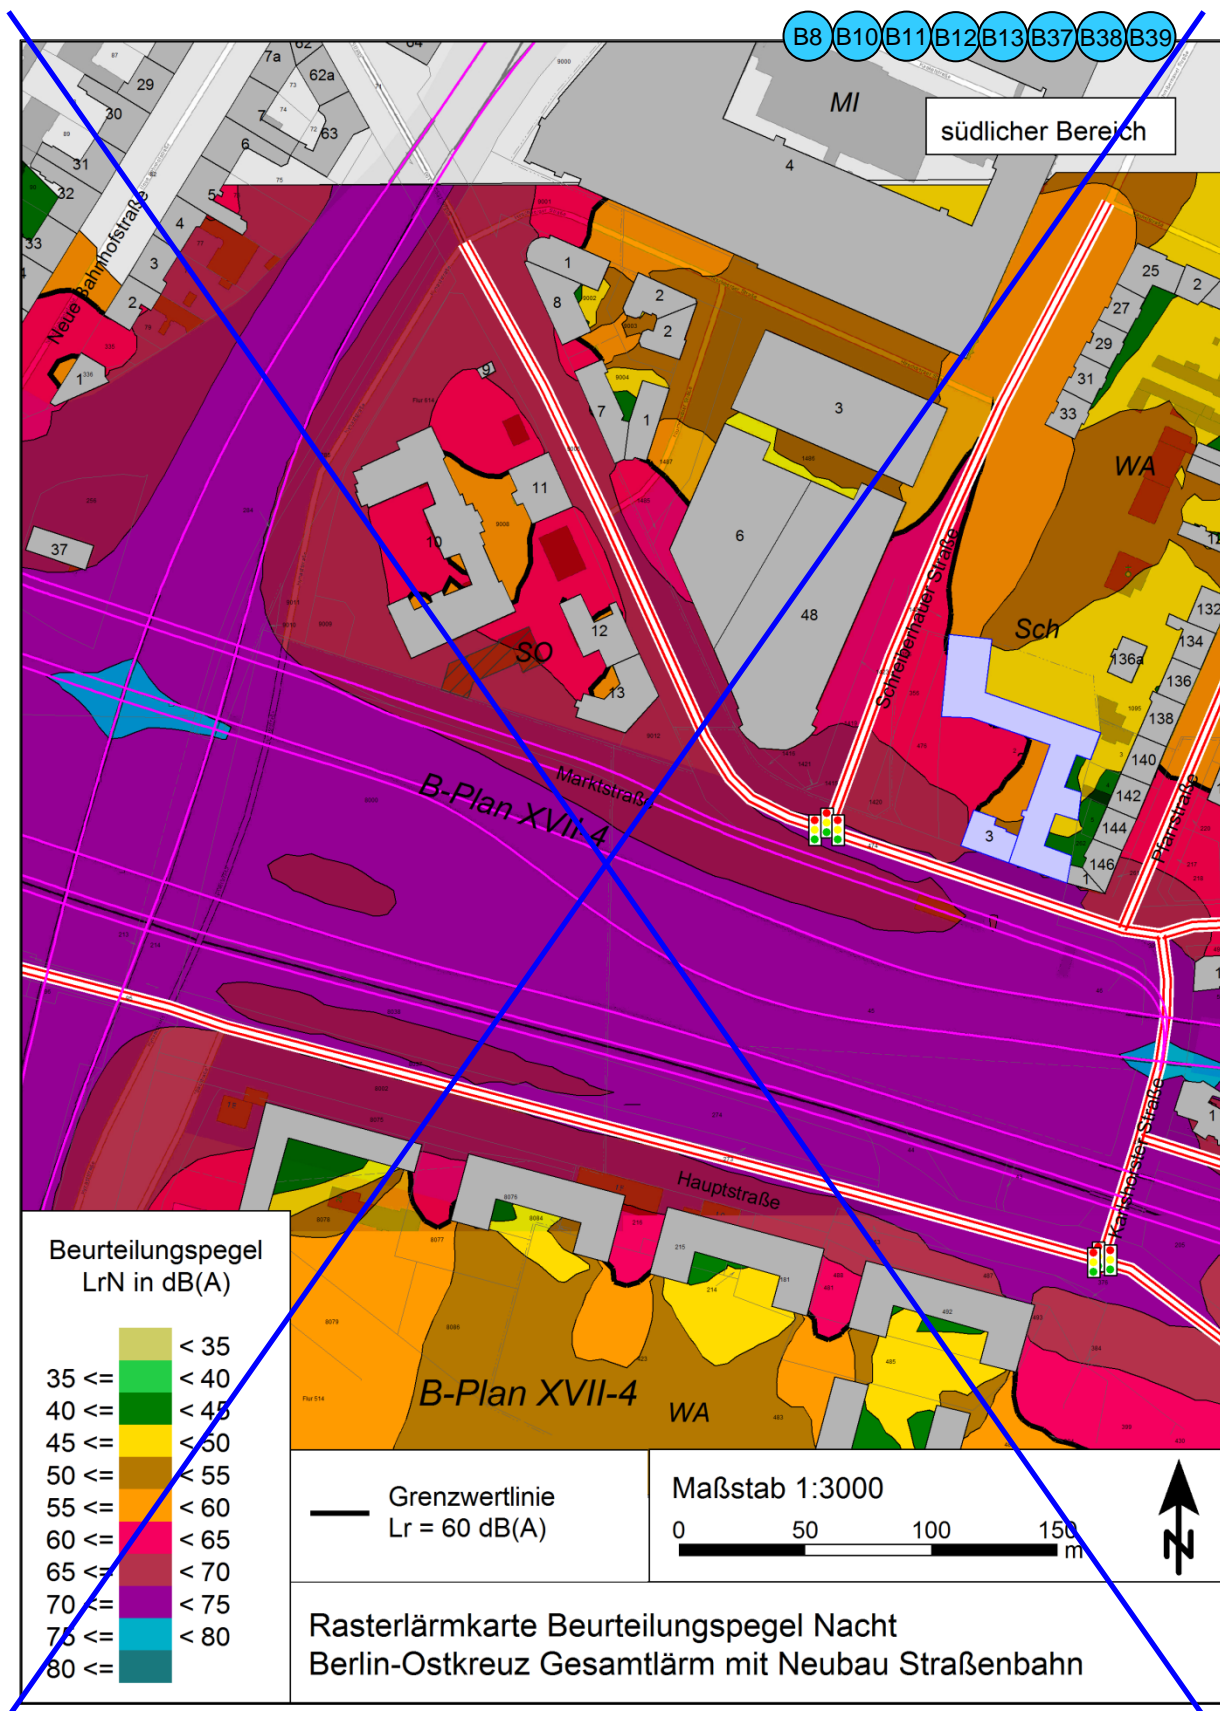 B8 B10 B11 B12 B13 B37 B38 B39
südlicher Bereich
MI
4
7a
62
62a
64
29
30
31
32
33
7
63
6
5
4
3
2
1
Neue Bahnhofstraße
37
1
8
2
2
9
7
1
3
6
48
10
11
12
13
SO
25
2
27
29
31
33
WA
Sch
132
134
136a
136
138
140
142
144
146
1
3
Schreiberhauer Straße
Pfarrstraße
Marktstraße
B-Plan XVII-4
Karlshorster Straße
1
Hauptstraße
B-Plan XVII-4
WA
Beurteilungspegel
LrN in dB(A)
< 35
35 <= < 40
40 <= < 45
45 <= < 50
50 <= < 55
55 <= < 60
60 <= < 65
65 <= < 70
70 <= < 75
75 <= < 80
80 <=
Grenzwertlinie
Lr = 60 dB(A)
Maßstab 1:3000
0 50 100 150
m
N
Rasterlärmkarte Beurteilungspegel Nacht
Berlin-Ostkreuz Gesamtlärm mit Neubau Straßenbahn